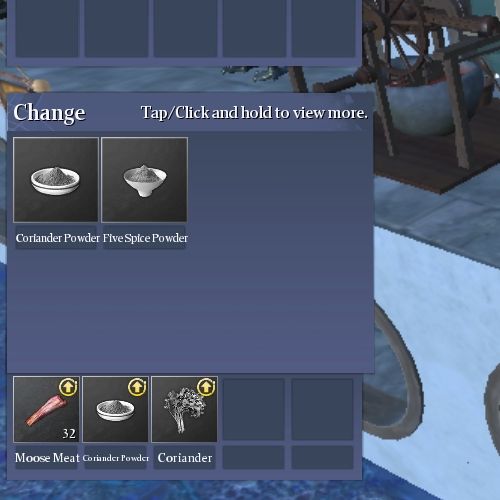 Change
Tap/Click and hold to view more.
Coriander Powder
Five Spice Powder
32
Moose Meat
Coriander Powder
Coriander